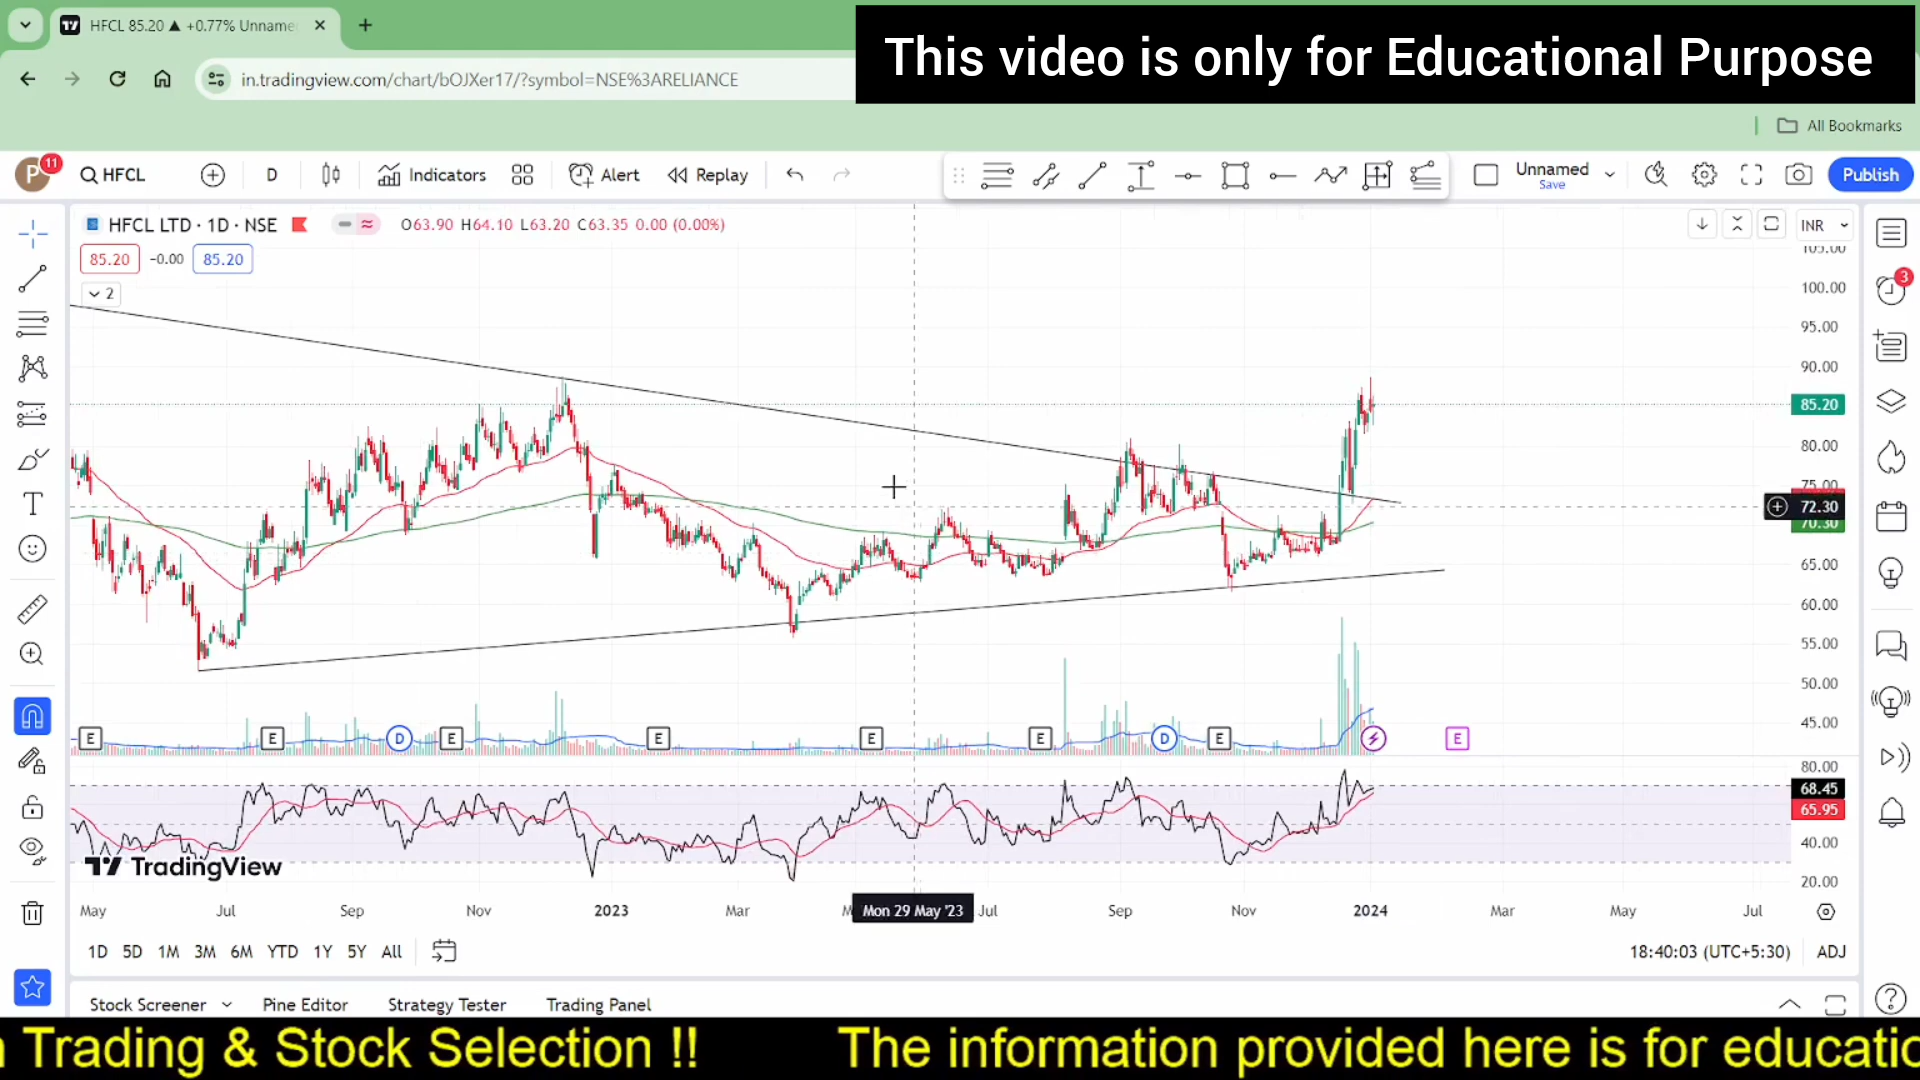 HFCL 85.20 ▲ +0.77% Unname
This video is only for Educational Purpose
in.tradingview.com/chart/bOJXer17/?symbol=NSE%3ARELIANCE
All Bookmarks
P 11 HFCL D Indicators Alert Replay Unnamed Save Publish
HFCL LTD · 1D · NSE O63.90 H64.10 L63.20 C63.35 0.00 (0.00%) INR
85.20 −0.00 85.20
2
105.00
100.00
95.00
90.00
85.20
80.00
75.00
72.30
70.30
65.00
60.00
55.00
50.00
45.00
E E D E E E E D E E
80.00
68.45
65.95
40.00
20.00
TradingView
May Jul Sep Nov 2023 Mar M Mon 29 May '23 Jul Sep Nov 2024 Mar May Jul
1D 5D 1M 3M 6M YTD 1Y 5Y All 18:40:03 (UTC+5:30) ADJ
3
Stock Screener Pine Editor Strategy Tester Trading Panel
n Trading & Stock Selection !! The information provided here is for educatio